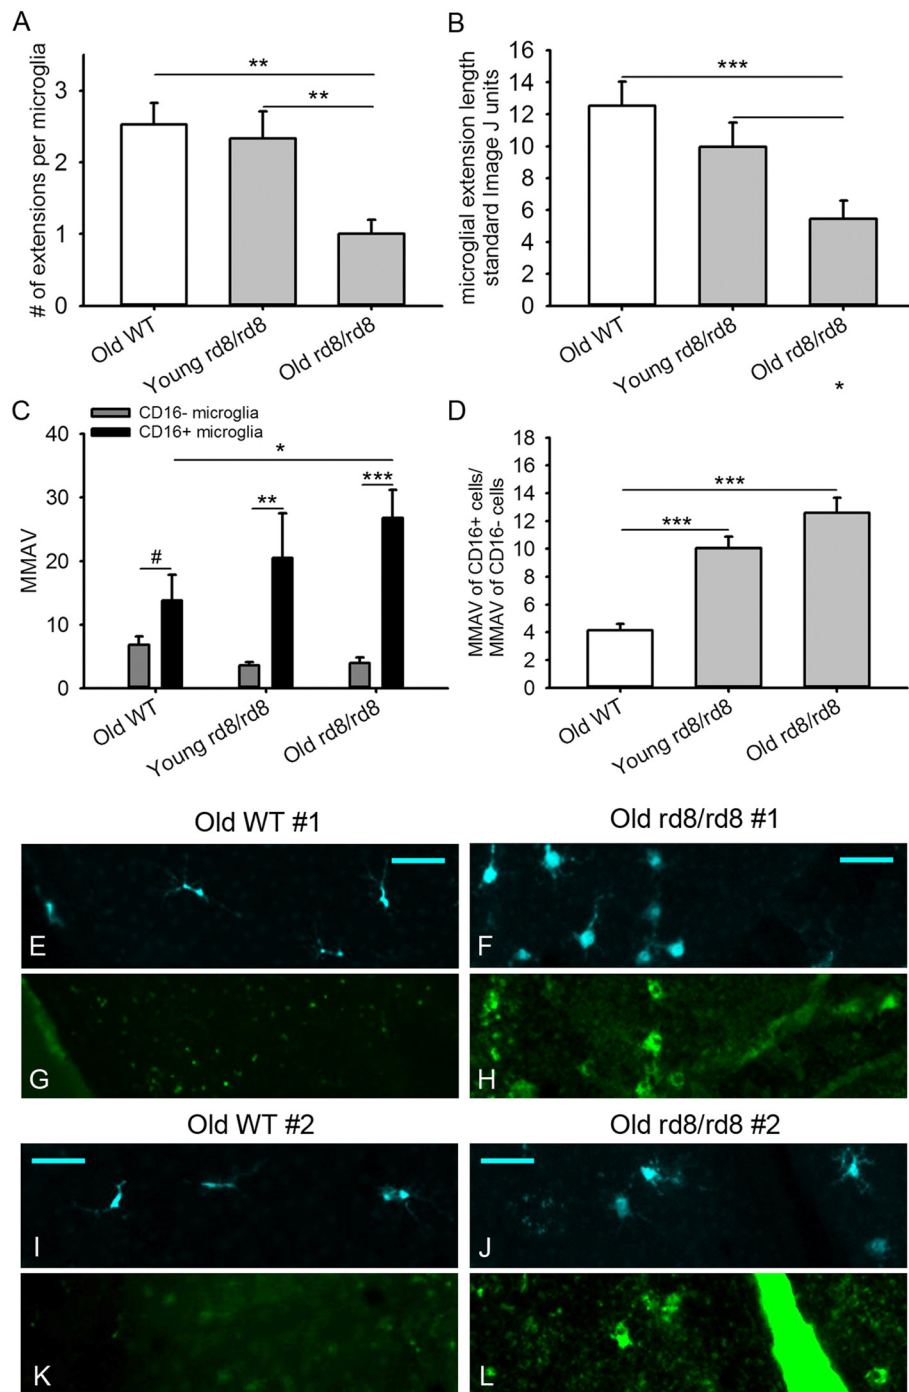 A
# of extensions per microglia
3
2
1
0
**
**
Old WT
Young rd8/rd8
Old rd8/rd8
B
microglial extension length
standard Image J units
16
14
12
10
8
6
4
2
0
***
Old WT
Young rd8/rd8
Old rd8/rd8
*
C
CD16- microglia
CD16+ microglia
MMAV
40
30
20
10
0
*
#
**
***
Old WT
Young rd8/rd8
Old rd8/rd8
D
MMAV of CD16+ cells/
MMAV of CD16- cells
18
16
14
12
10
8
6
4
2
0
***
***
Old WT
Young rd8/rd8
Old rd8/rd8
Old WT #1
Old rd8/rd8 #1
E
F
G
H
Old WT #2
Old rd8/rd8 #2
I
J
K
L